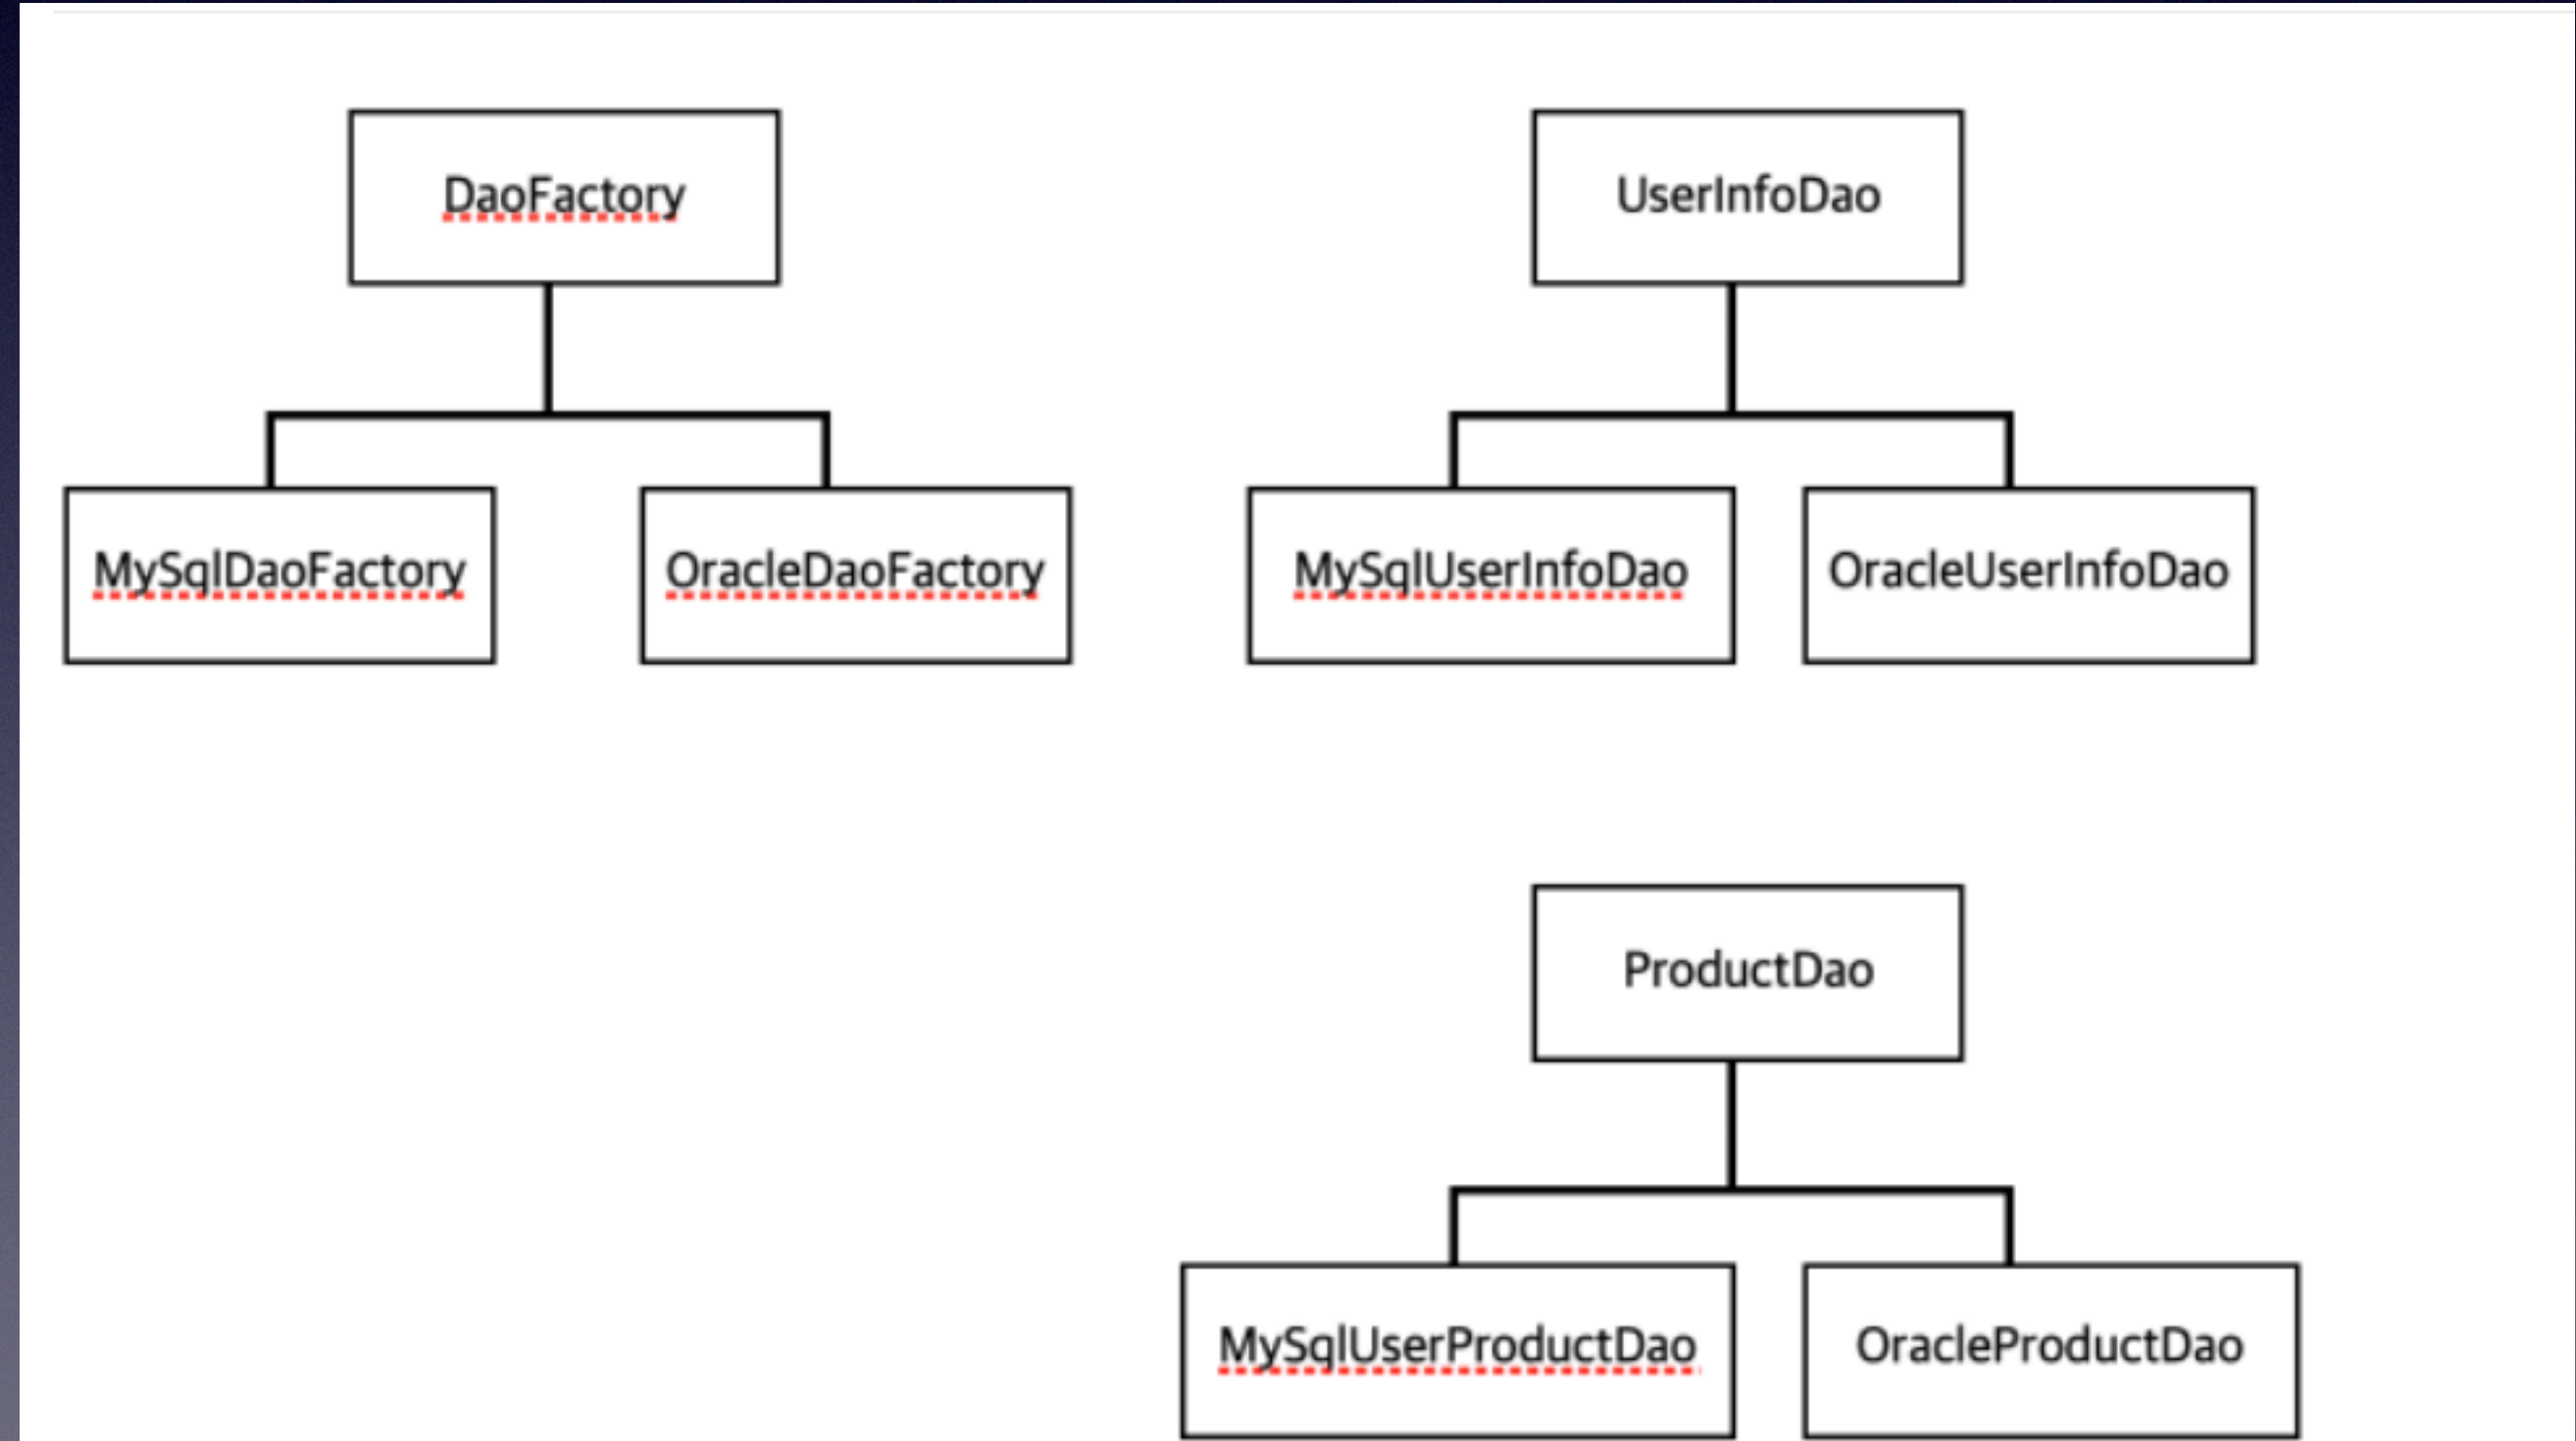 DaoFactory
UserInfoDao
MySqlDaoFactory
OracleDaoFactory
MySqlUserInfoDao
OracleUserInfoDao
ProductDao
MySqlUserProductDao
OracleProductDao